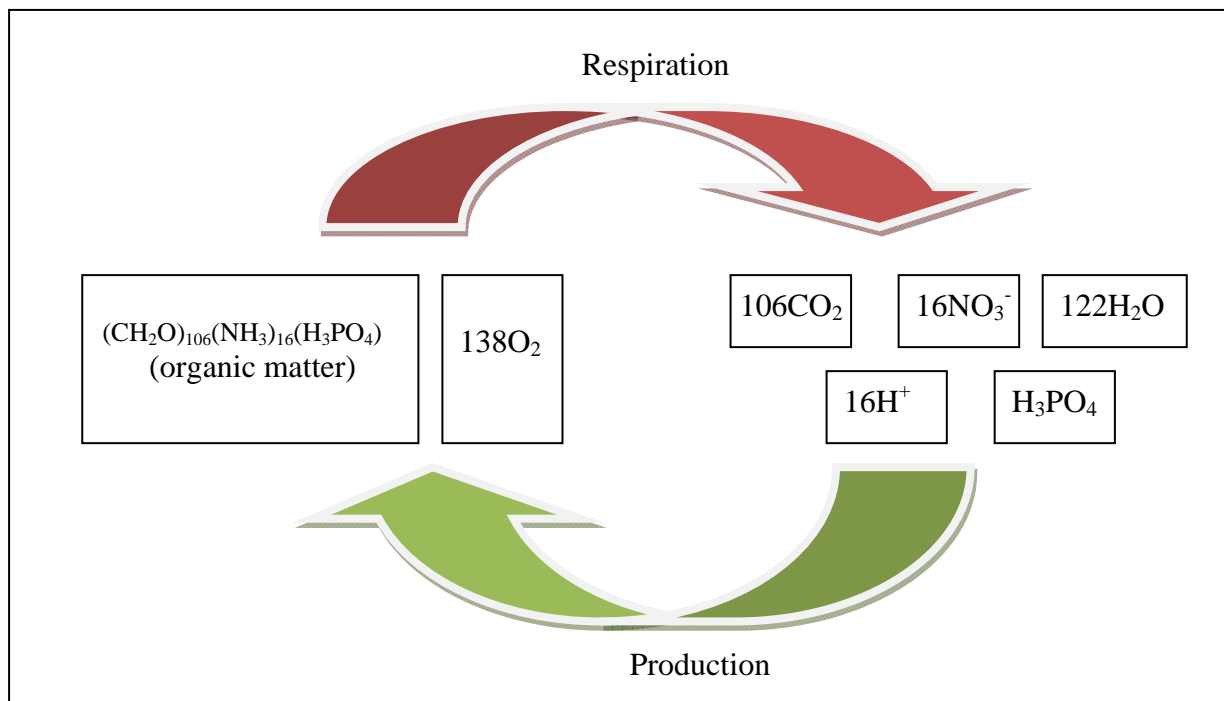 Respiration
(CH₂O)₁₀₆(NH₃)₁₆(H₃PO₄)
(organic matter)
138O₂
106CO₂
16NO₃⁻
122H₂O
16H⁺
H₃PO₄
Production